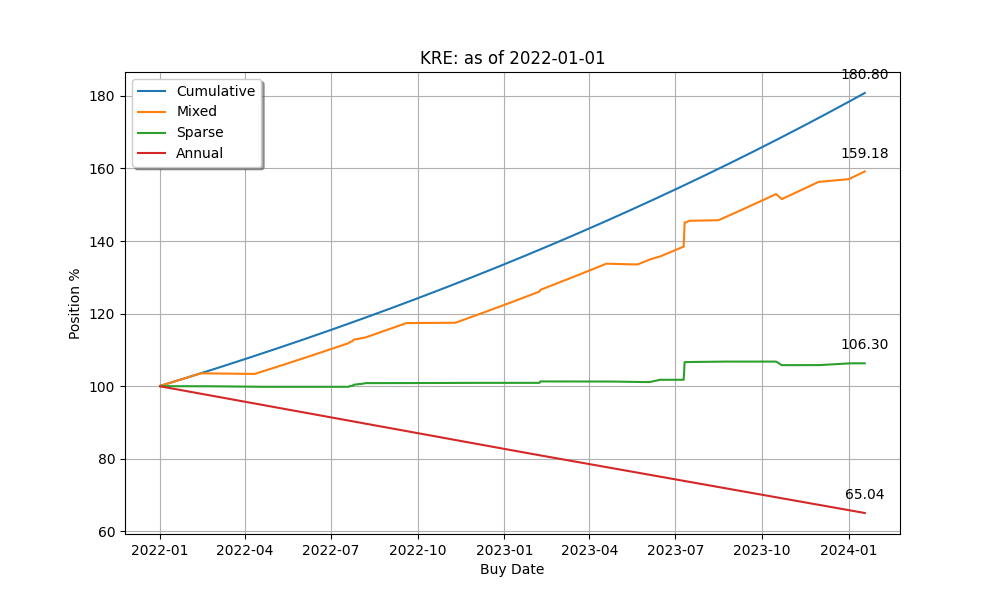 KRE: as of 2022-01-01
180.80
180
Cumulative
Mixed
Sparse
Annual
159.18
160
140
120
106.30
100
80
65.04
60
Position %
2022-01 2022-04 2022-07 2022-10 2023-01 2023-04 2023-07 2023-10 2024-01
Buy Date